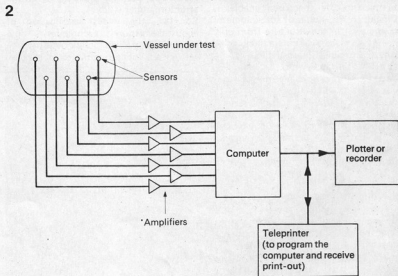 2
Vessel under test
Sensors
Computer
Plotter or
recorder
*Amplifiers
Teleprinter
(to program the
computer and receive
print-out)